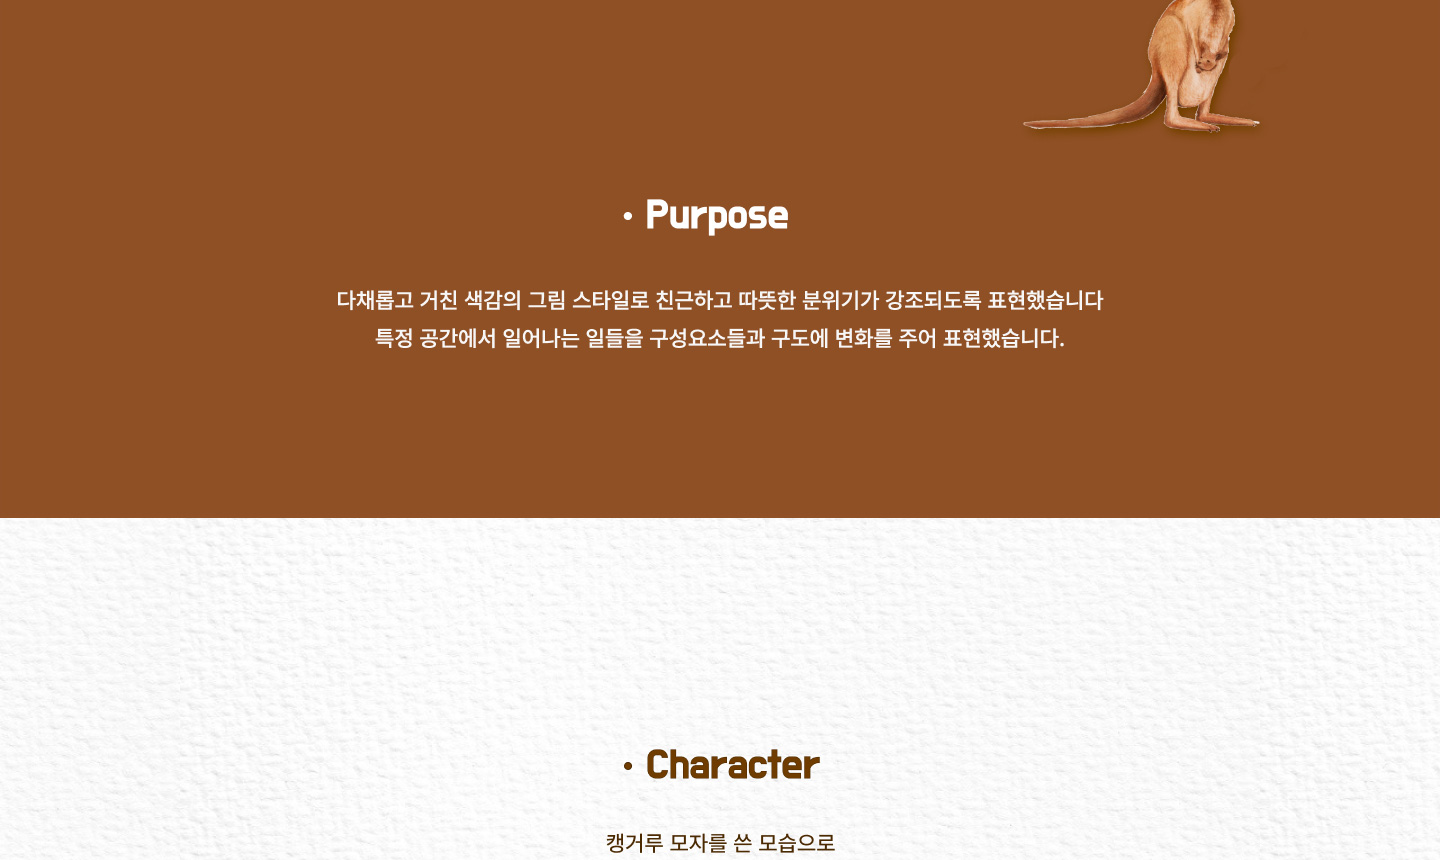 • Purpose
다채롭고 거친 색감의 그림 스타일로 친근하고 따뜻한 분위기가 강조되도록 표현했습니다
특정 공간에서 일어나는 일들을 구성요소들과 구도에 변화를 주어 표현했습니다.
• Character
캥거루 모자를 쓴 모습으로